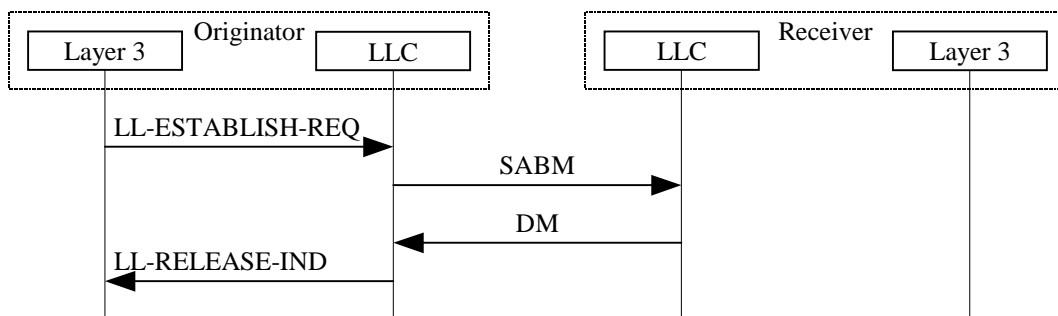 Originator
Receiver
Layer 3
LLC
LLC
Layer 3
LL-ESTABLISH-REQ
SABM
DM
LL-RELEASE-IND